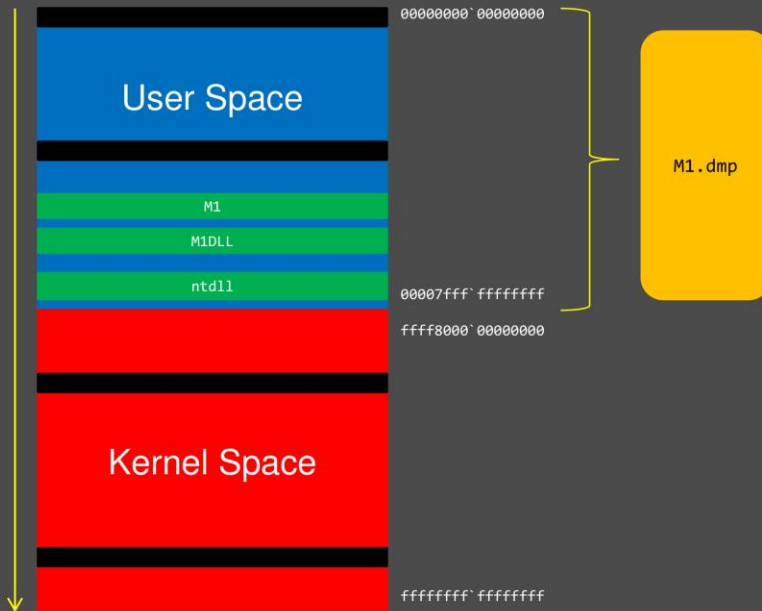 00000000`00000000
User Space
M1.dmp
M1
M1DLL
ntdll
00007fff`ffffffff
ffff8000`00000000
Kernel Space
ffffffff`ffffffff